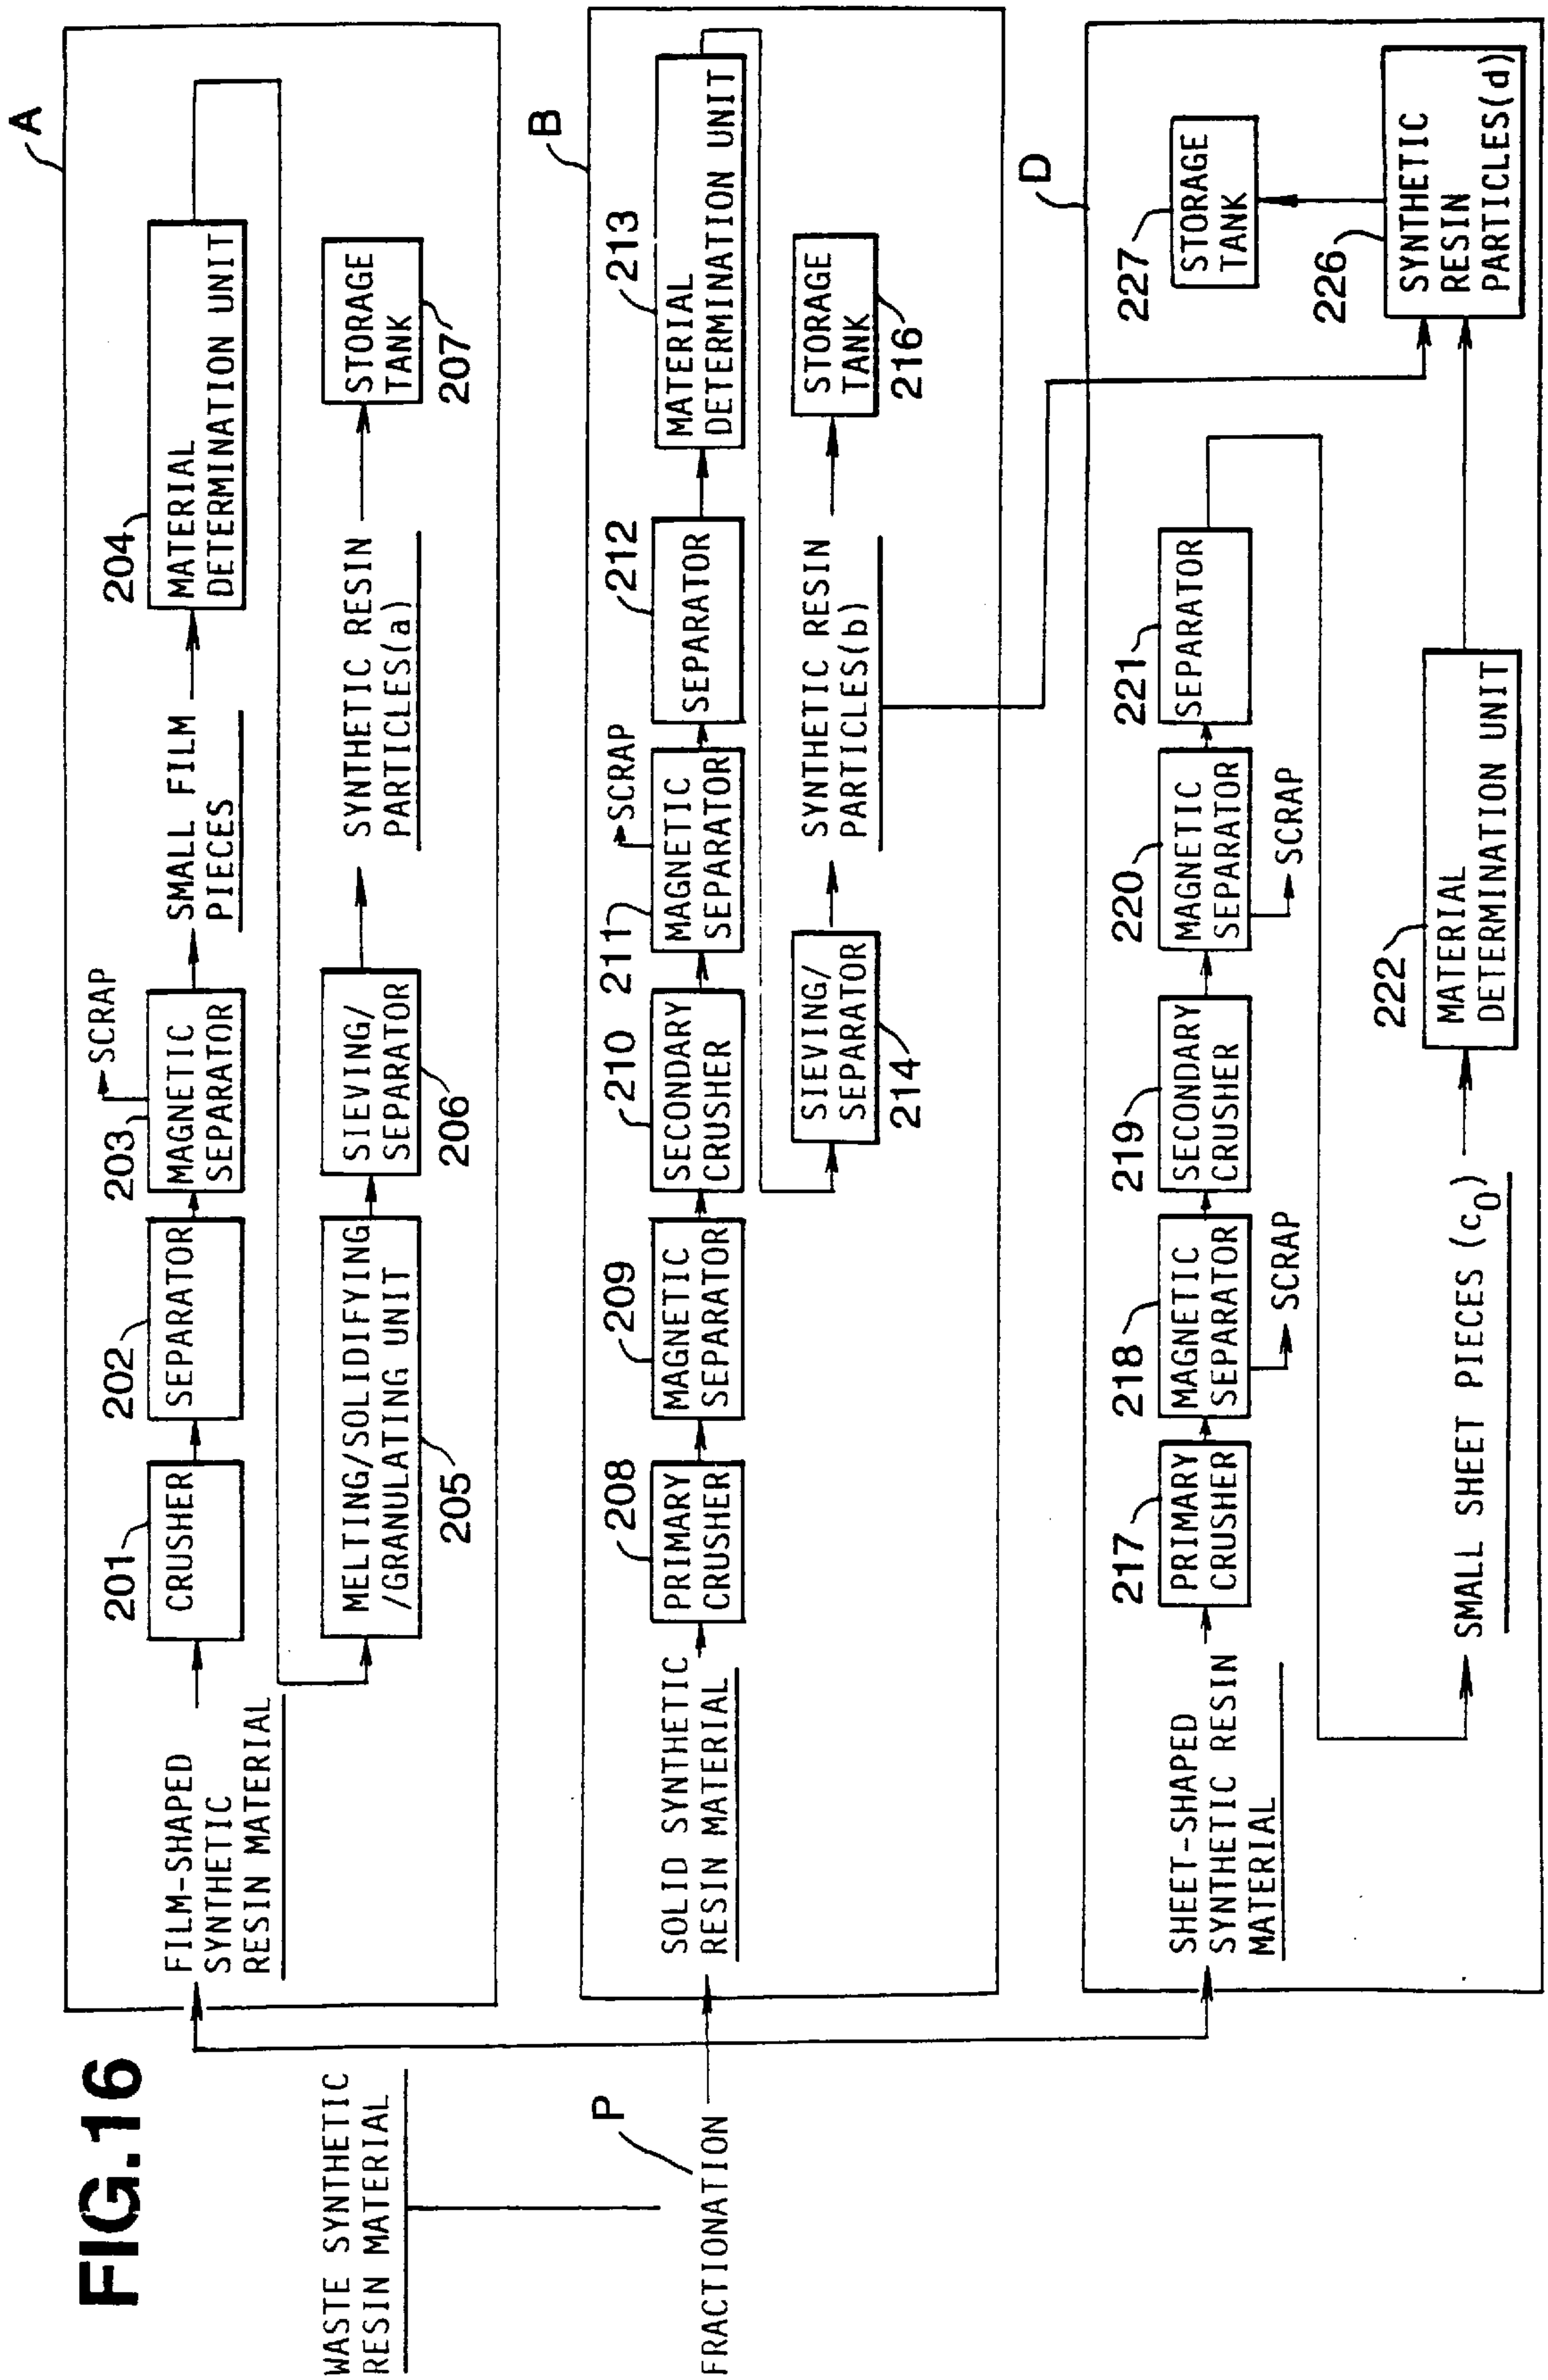 FIG.16
WASTE SYNTHETIC
RESIN MATERIAL
P
FRACTIONATION
A
FILM-SHAPED
SYNTHETIC
RESIN MATERIAL
201
CRUSHER
202
SEPARATOR
203
MAGNETIC
SEPARATOR
SCRAP
SMALL FILM
PIECES
204
MATERIAL
DETERMINATION UNIT
MELTING/SOLIDIFYING
/GRANULATING UNIT
205
SIEVING/
SEPARATOR
206
SYNTHETIC RESIN
PARTICLES(a)
STORAGE
TANK
207
B
SOLID SYNTHETIC
RESIN MATERIAL
208
PRIMARY
CRUSHER
209
MAGNETIC
SEPARATOR
210
SECONDARY
CRUSHER
211
MAGNETIC
SEPARATOR
SCRAP
212
SEPARATOR
213
MATERIAL
DETERMINATION UNIT
SIEVING/
SEPARATOR
214
SYNTHETIC RESIN
PARTICLES(b)
STORAGE
TANK
216
D
SHEET-SHAPED
SYNTHETIC RESIN
MATERIAL
217
PRIMARY
CRUSHER
218
MAGNETIC
SEPARATOR
SCRAP
219
SECONDARY
CRUSHER
220
MAGNETIC
SEPARATOR
SCRAP
221
SEPARATOR
SMALL SHEET PIECES (c0)
222
MATERIAL
DETERMINATION UNIT
226
SYNTHETIC
RESIN
PARTICLES(d)
227
STORAGE
TANK